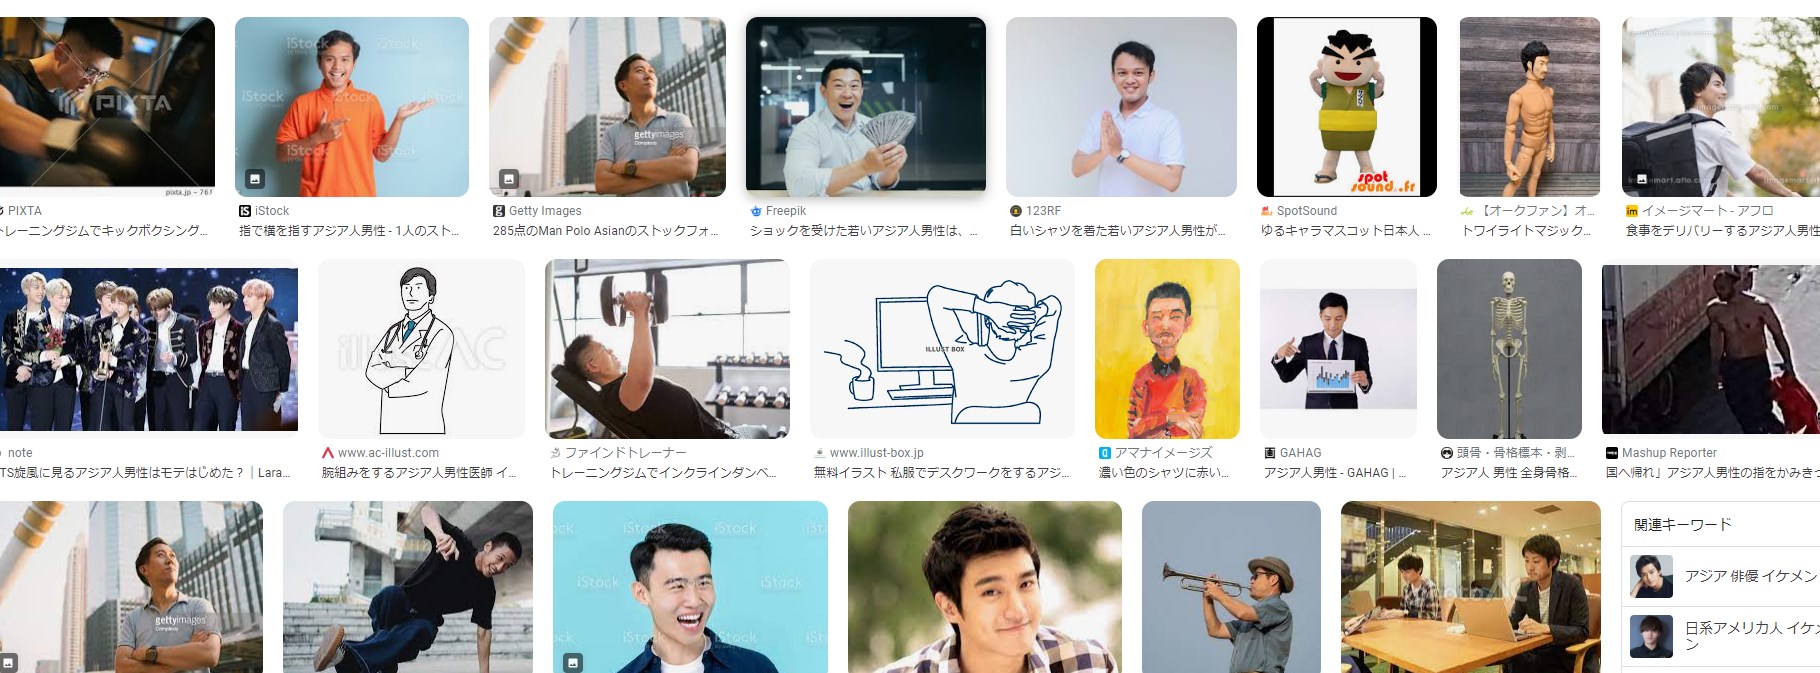 PIXTA
pixta.jp - 761
iStock
iStock
iStock
iStock
iStock
iStock
gettyimages
spot
sound.fr
PIXTA
iStock
Getty Images
Freepik
123RF
SpotSound
【オークファン】オ...
イメージマート - アフロ
トレーニングジムでキックボクシング...
指で横を指すアジア人男性 - 1人のスト...
285点のMan Polo Asianのストックフォ...
ショックを受けた若いアジア人男性は、...
白いシャツを着た若いアジア人男性が...
ゆるキャラマスコット日本人 ...
トワイライトマジック...
食事をデリバリーするアジア人男性
ILLUST BOX
note
www.ac-illust.com
ファインドトレーナー
www.illust-box.jp
アマナイメージズ
GAHAG
頭骨・骨格標本・剥...
Mashup Reporter
TS旋風に見るアジア人男性はモテはじめた？｜Lara...
腕組みをするアジア人男性医師 イ...
トレーニングジムでインクラインダンベ...
無料イラスト 私服でデスクワークをするアジ...
濃い色のシャツに赤い...
アジア人男性 - GAHAG | ...
アジア人 男性 全身骨格...
国へ帰れ」アジア人男性の指をかみきっ
gettyimages
iStock
iStock
iStock
iStock
iStock
関連キーワード
アジア 俳優 イケメン
日系アメリカ人 イケメ
ン